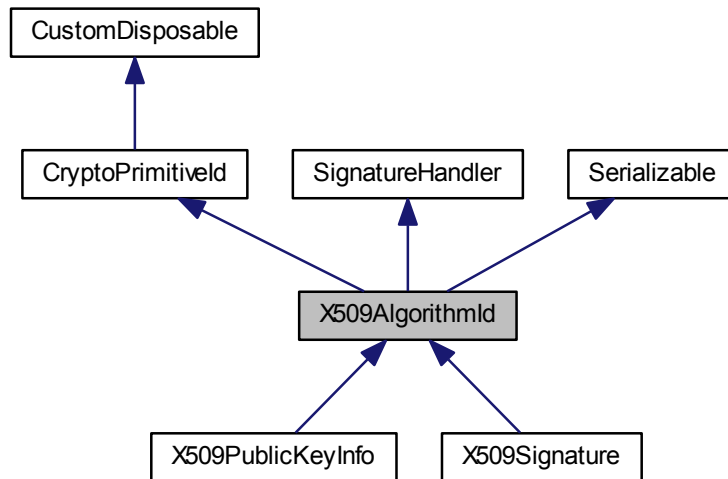 CustomDisposable
CryptoPrimitiveId
SignatureHandler
Serializable
X509AlgorithmId
X509PublicKeyInfo
X509Signature